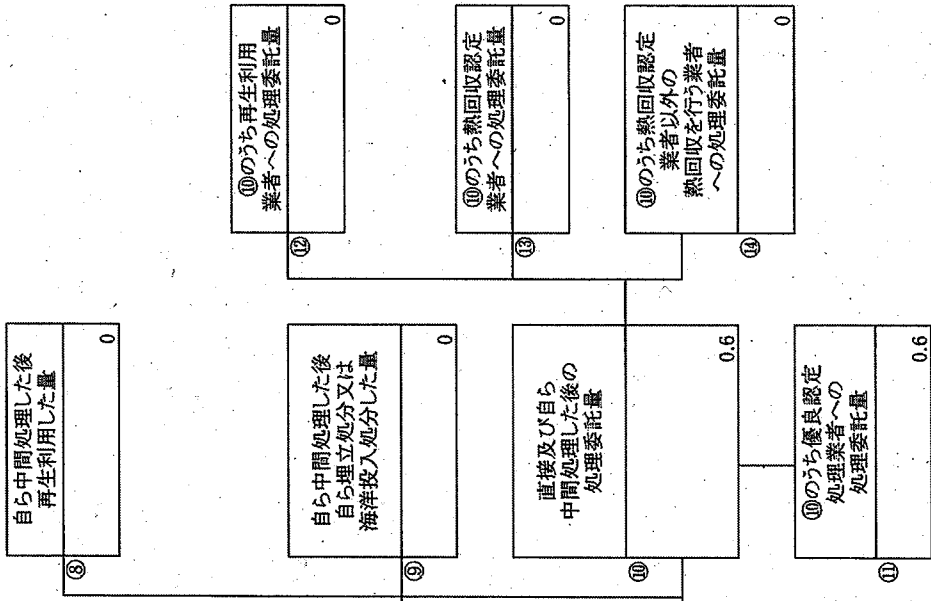 ⑧
自ら中間処理した後
再生利用した量
0
⑨
自ら中間処理した後
自ら埋立処分又は
海洋投入処分した量
0
⑩
直接及び自ら
中間処理した後の
処理委託量
0.6
⑪
⑩のうち優良認定
処理業者への
処理委託量
0.6
⑫
⑩のうち再生利用
業者への処理委託量
0
⑬
⑩のうち熱回収認定
業者への処理委託量
0
⑭
⑩のうち熱回収認定
業者以外の
熱回収を行う業者
への処理委託量
0